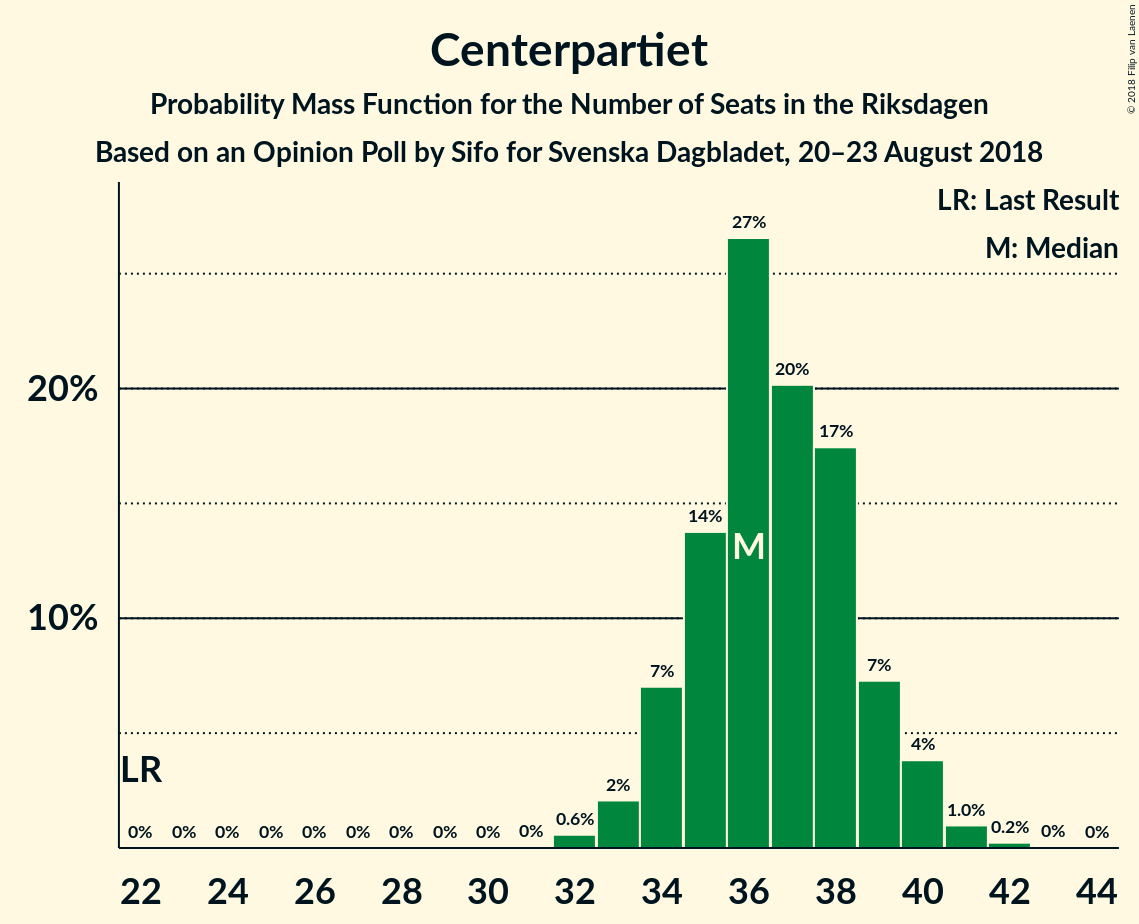 Centerpartiet
Probability Mass Function for the Number of Seats in the Riksdagen
Based on an Opinion Poll by Sifo for Svenska Dagbladet, 20–23 August 2018
© 2018 Filip van Laenen
LR: Last Result
M: Median
27%
20%
20%
17%
14%
M
10%
7%
7%
4%
LR
2%
0% 0% 0% 0% 0% 0% 0% 0% 0% 0% 0.6% 1.0% 0.2% 0% 0%
22 24 26 28 30 32 34 36 38 40 42 44